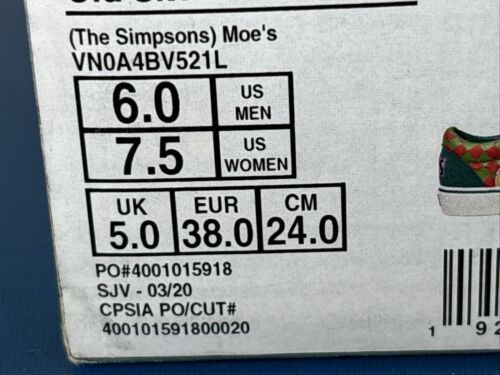 (The Simpsons) Moe's
VN0A4BV521L
6.0 US MEN
7.5 US WOMEN
UK EUR CM
5.0 38.0 24.0
PO#4001015918
SJV - 03/20
CPSIA PO/CUT#
400101591800020
1 92